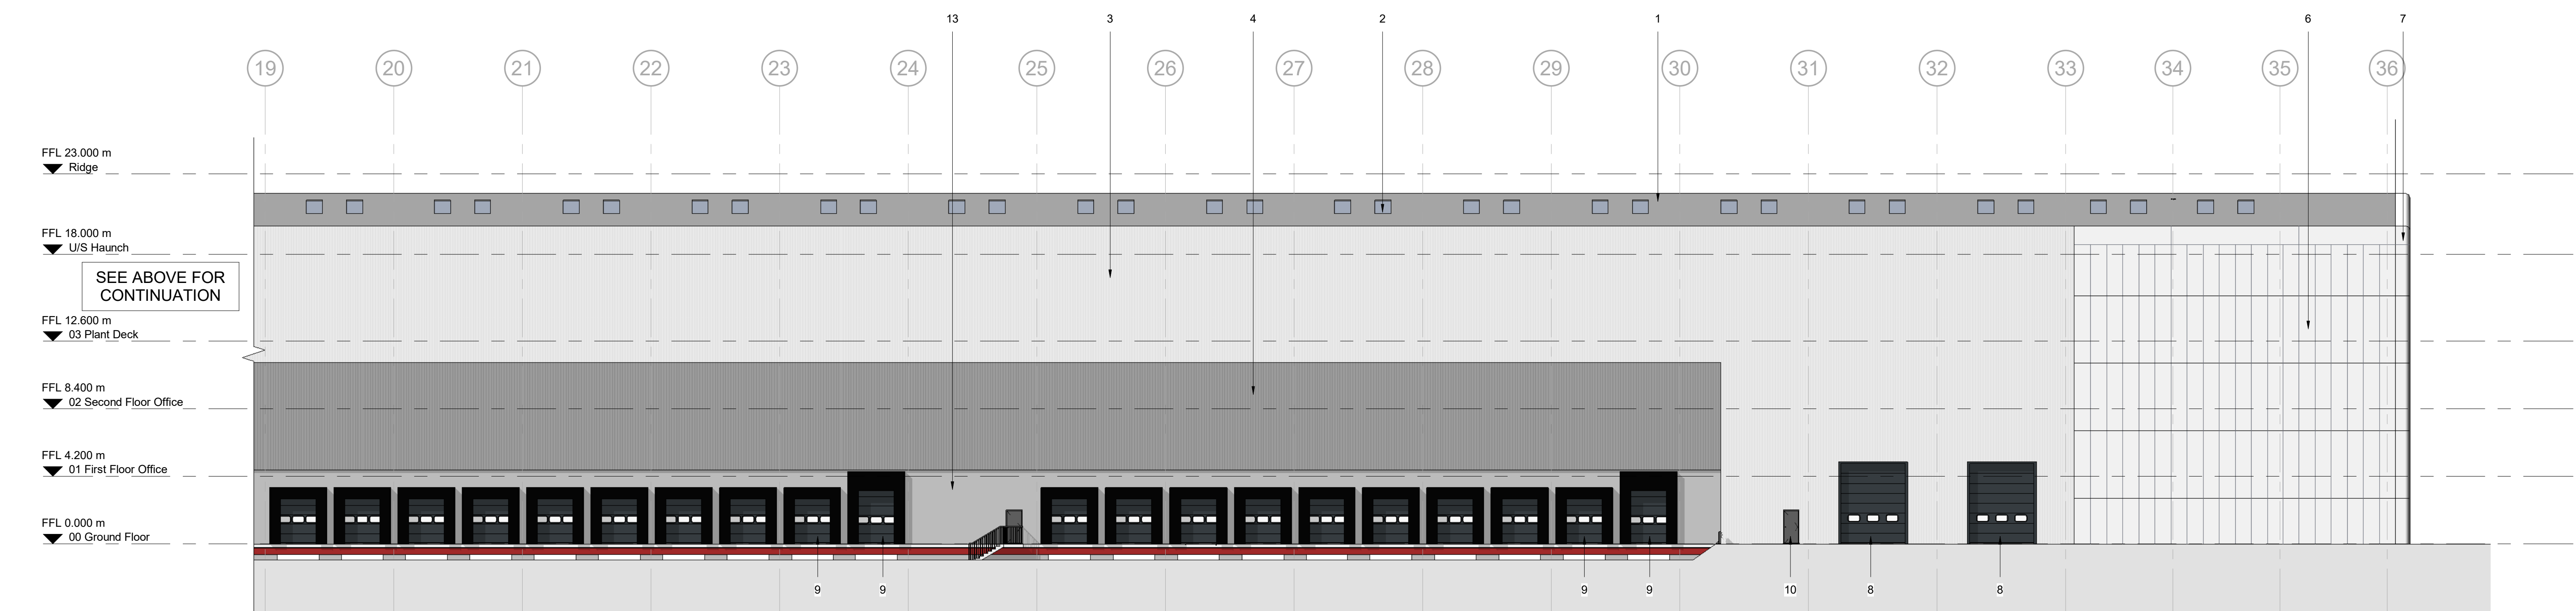 13 3 4 2 1 6 7
19 20 21 22 23 24 25 26 27 28 29 30 31 32 33 34 35 36
FFL 23.000 m
Ridge
FFL 18.000 m
U/S Haunch
SEE ABOVE FOR
CONTINUATION
FFL 12.600 m
03 Plant Deck
FFL 8.400 m
02 Second Floor Office
FFL 4.200 m
01 First Floor Office
FFL 0.000 m
00 Ground Floor
9 9 9 9 10 8 8